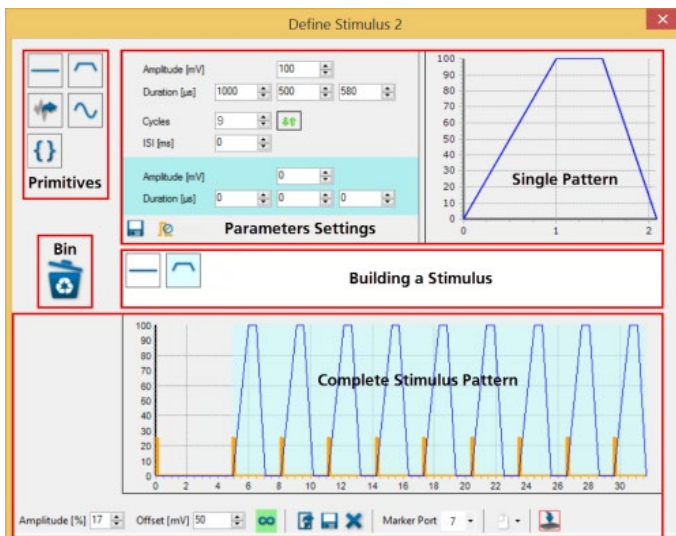 Define Stimulus 2
Primitives
{ }
Amplitude [mV] 100
Duration [µs] 1000 500 580
Cycles 9
ISI [ms] 0
Amplitude [mV] 0
Duration [µs] 0 0 0
Parameters Settings
100
90
80
70
60
50
40
30
20
10
0
0 1 2
Single Pattern
Bin
Building a Stimulus
100
90
80
70
60
50
40
30
20
10
0
0 2 4 6 8 10 12 14 16 18 20 22 24 26 28 30
Complete Stimulus Pattern
Amplitude [%] 17 Offset [mV] 50 Marker Port 7